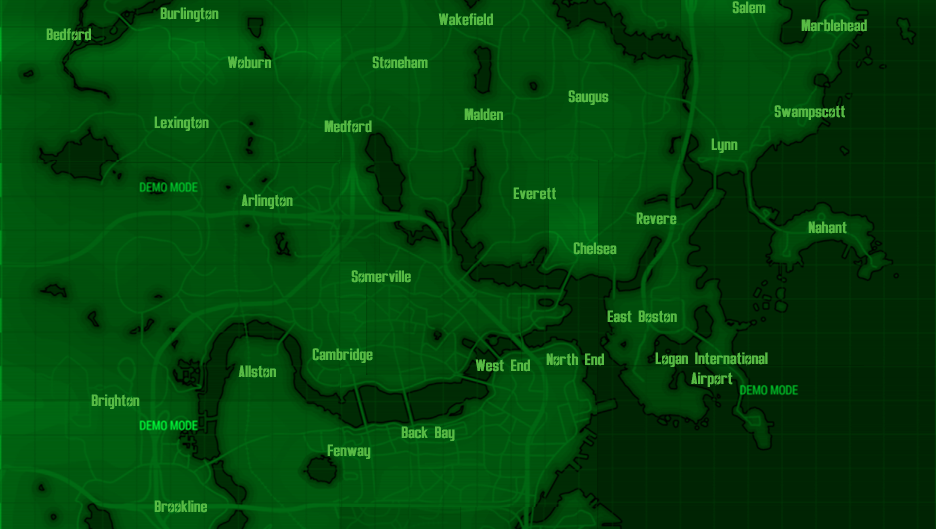 Salem
Burlington
Wakefield
Marblehead
Bedford
Woburn
Stoneham
Saugus
Swampscott
Malden
Lexington
Medford
Lynn
DEMO MODE
Everett
Arlington
Revere
Nahant
Chelsea
Somerville
East Boston
Cambridge
North End
Logan International
Airport
West End
Allston
DEMO MODE
Brighton
DEMO MODE
Back Bay
Fenway
Brookline